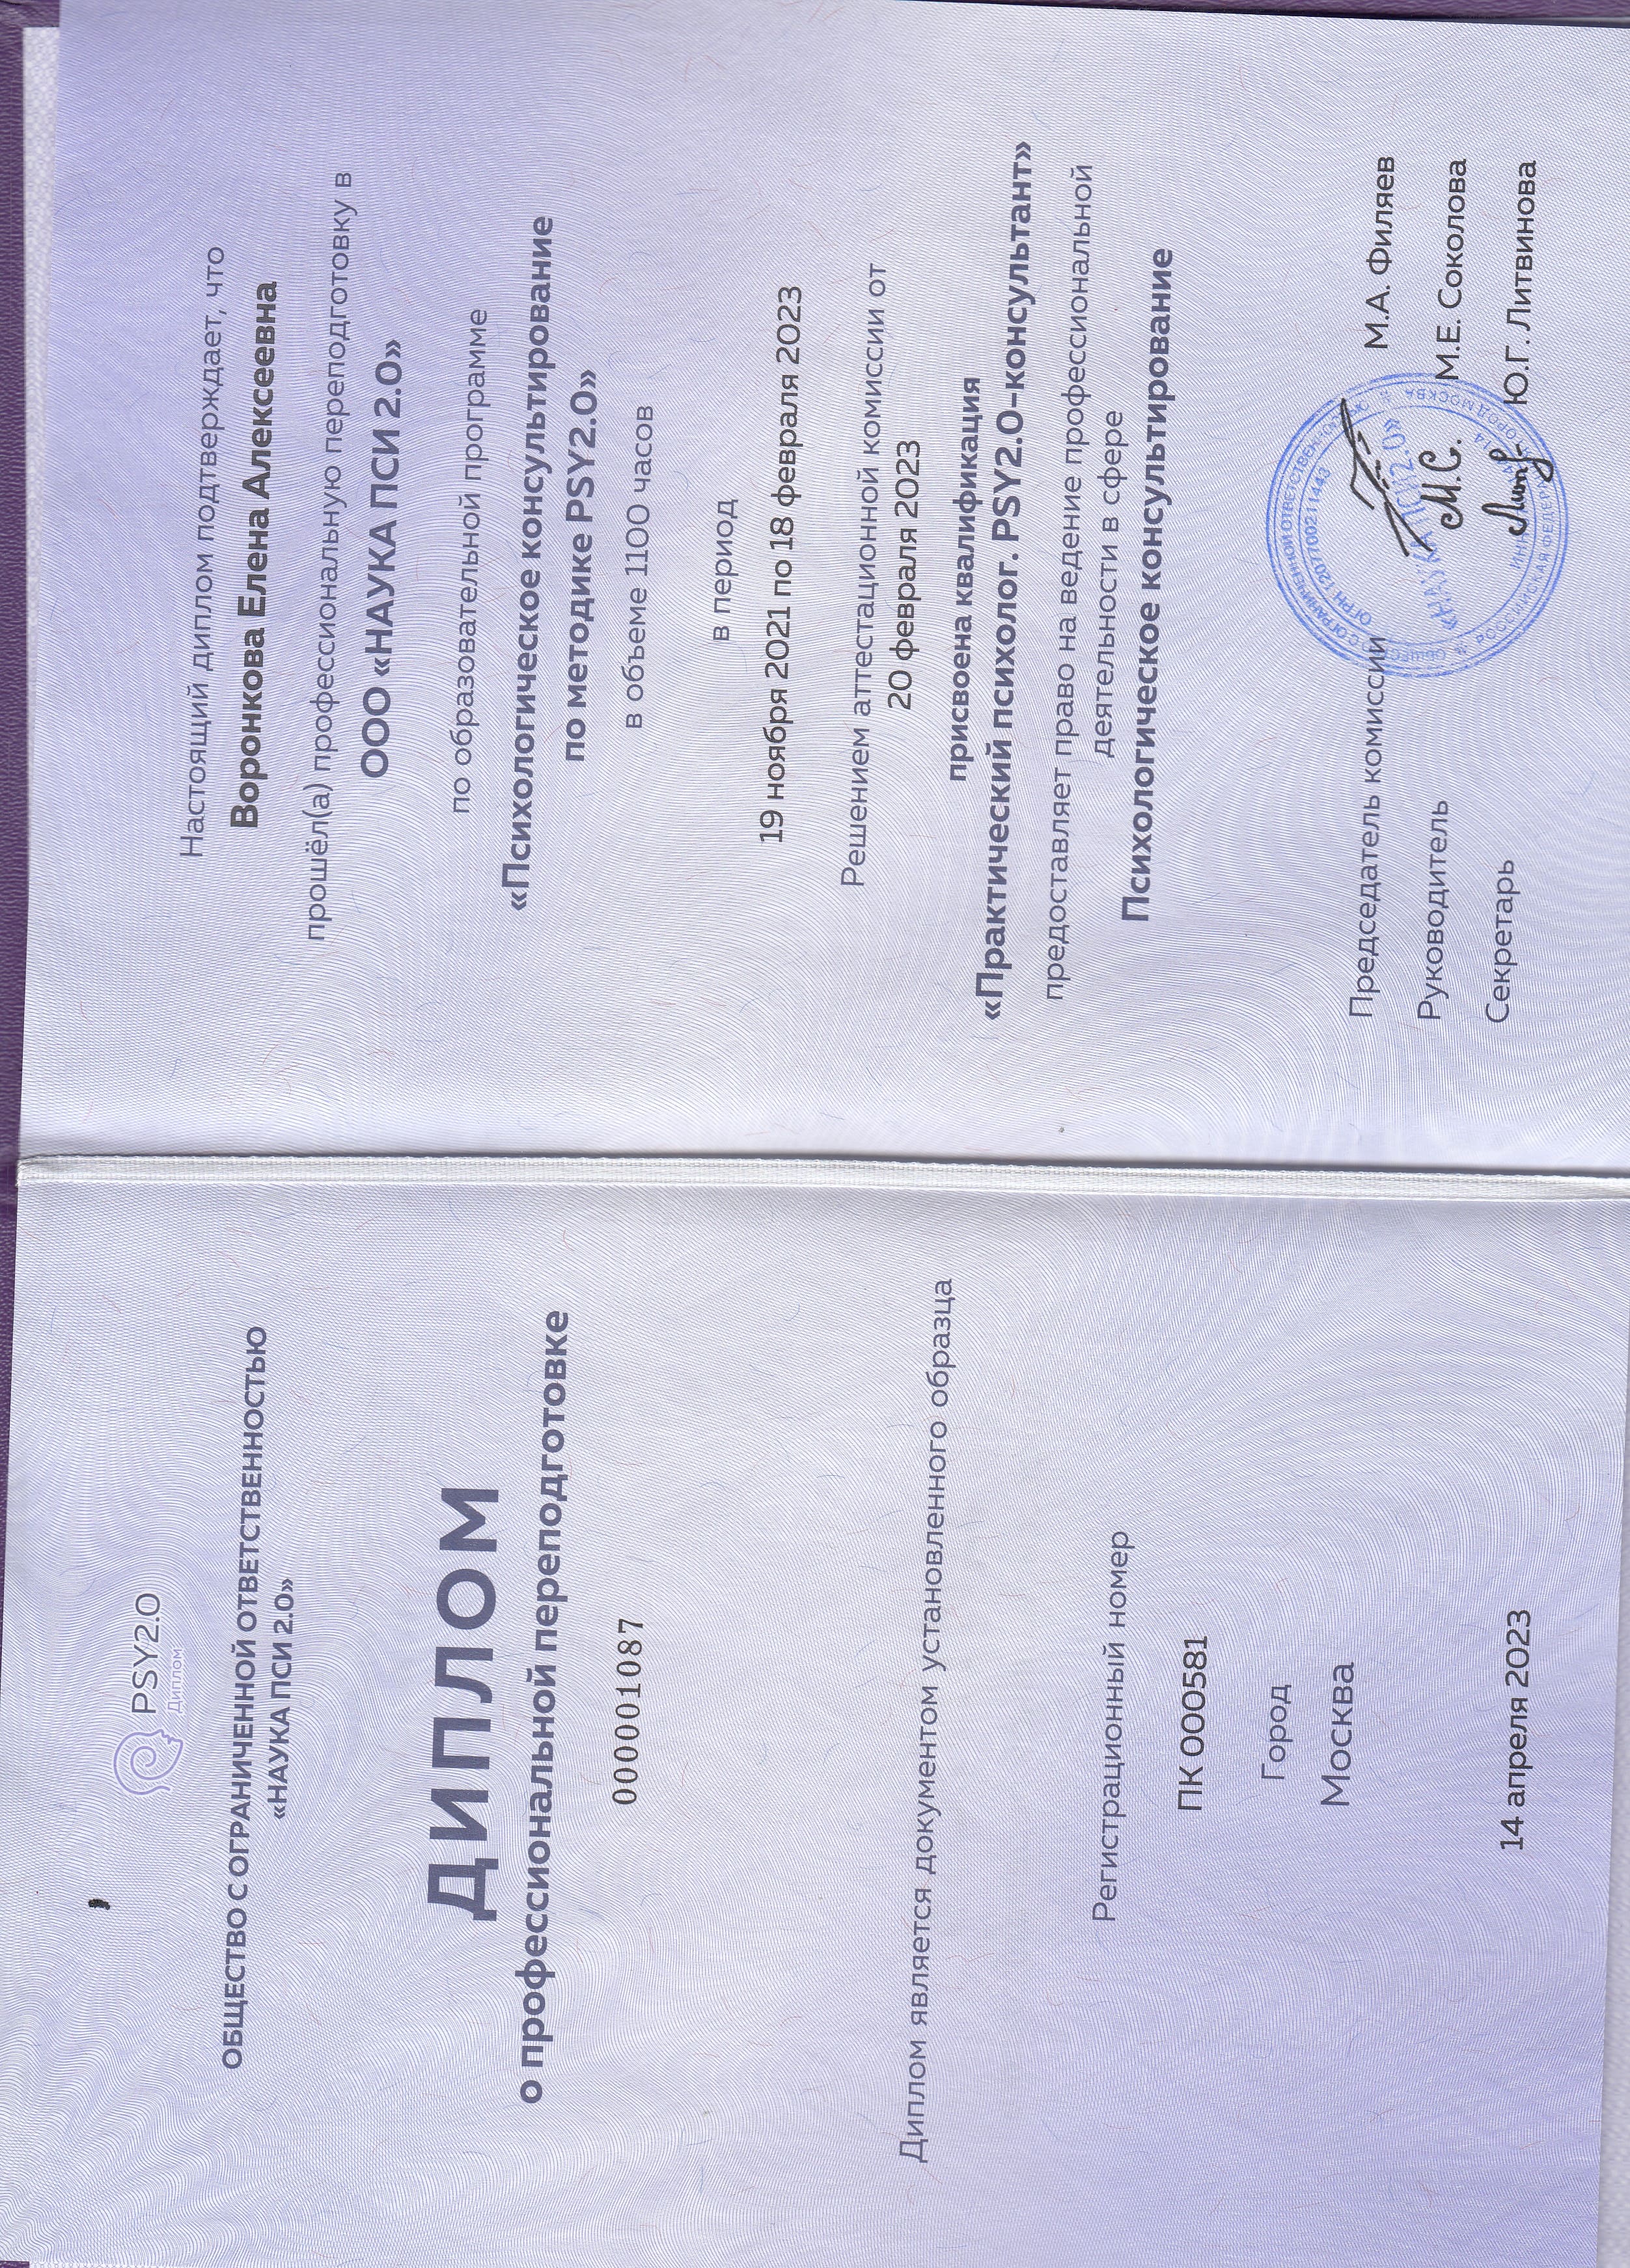 PSY2.0
Диплом
ОБЩЕСТВО С ОГРАНИЧЕННОЙ ОТВЕТСТВЕННОСТЬЮ
«НАУКА ПСИ 2.0»
ДИПЛОМ
о профессиональной переподготовке
000001087
Диплом является документом установленного образца
Регистрационный номер
ПК 000581
Город
Москва
14 апреля 2023
Настоящий диплом подтверждает, что
Воронкова Елена Алексеевна
прошёл(а) профессиональную переподготовку в
ООО «НАУКА ПСИ 2.0»
по образовательной программе
«Психологическое консультирование
по методике PSY2.0»
в объеме 1100 часов
в период
19 ноября 2021 по 18 февраля 2023
Решением аттестационной комиссии от
20 февраля 2023
присвоена квалификация
«Практический психолог. PSY2.0-консультант»
предоставляет право на ведение профессиональной
деятельности в сфере
Психологическое консультирование
Председатель комиссии
М.А. Филяев
Руководитель
М.С.
М.Е. Соколова
Секретарь
Ю.Г. Литвинова
ОБЩЕСТВО С ОГРАНИЧЕННОЙ ОТВЕТСТВЕННОСТЬЮ
ОГРН 1207700211443
«НАУКА ПСИ2.0»
ИНН
РОССИЙСКАЯ ФЕДЕРАЦИЯ ГОРОД МОСКВА